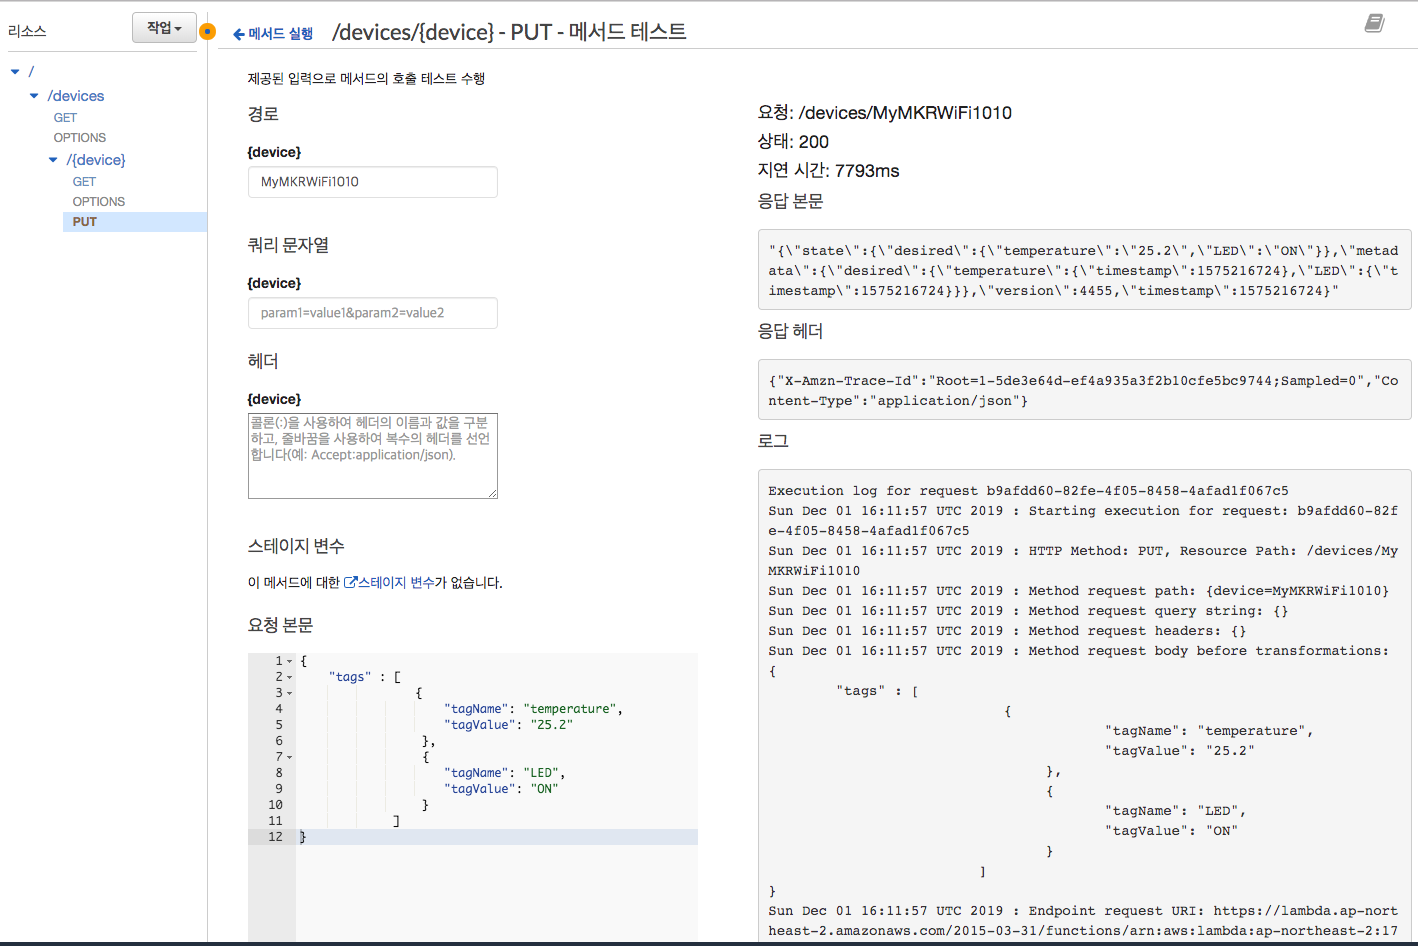 리소스
작업
메서드 실행
/devices/{device} - PUT - 메서드 테스트
/
/devices
GET
OPTIONS
/{device}
GET
OPTIONS
PUT
제공된 입력으로 메서드의 호출 테스트 수행
경로
{device}
MyMKRWiFi1010
쿼리 문자열
{device}
param1=value1&param2=value2
헤더
{device}
콜론(:)을 사용하여 헤더의 이름과 값을 구분
하고, 줄바꿈을 사용하여 복수의 헤더를 선언
합니다(예: Accept:application/json).
스테이지 변수
이 메서드에 대한 스테이지 변수가 없습니다.
요청 본문
1 {
2 "tags" : [
3 {
4 "tagName": "temperature",
5 "tagValue": "25.2"
6 },
7 {
8 "tagName": "LED",
9 "tagValue": "ON"
10 }
11 ]
12 }
요청: /devices/MyMKRWiFi1010
상태: 200
지연 시간: 7793ms
응답 본문
"{\"state\":{\"desired\":{\"temperature\":\"25.2\",\"LED\":\"ON\"}},\"metad
ata\":{\"desired\":{\"temperature\":{\"timestamp\":1575216724},\"LED\":{\"t
imestamp\":1575216724}}},\"version\":4455,\"timestamp\":1575216724}"
응답 헤더
{"X-Amzn-Trace-Id":"Root=1-5de3e64d-ef4a935a3f2b10cfe5bc9744;Sampled=0","Co
ntent-Type":"application/json"}
로그
Execution log for request b9afdd60-82fe-4f05-8458-4afad1f067c5
Sun Dec 01 16:11:57 UTC 2019 : Starting execution for request: b9afdd60-82f
e-4f05-8458-4afad1f067c5
Sun Dec 01 16:11:57 UTC 2019 : HTTP Method: PUT, Resource Path: /devices/My
MKRWiFi1010
Sun Dec 01 16:11:57 UTC 2019 : Method request path: {device=MyMKRWiFi1010}
Sun Dec 01 16:11:57 UTC 2019 : Method request query string: {}
Sun Dec 01 16:11:57 UTC 2019 : Method request headers: {}
Sun Dec 01 16:11:57 UTC 2019 : Method request body before transformations:
{
"tags" : [
{
"tagName": "temperature",
"tagValue": "25.2"
},
{
"tagName": "LED",
"tagValue": "ON"
}
]
}
Sun Dec 01 16:11:57 UTC 2019 : Endpoint request URI: https://lambda.ap-nort
heast-2.amazonaws.com/2015-03-31/functions/arn:aws:lambda:ap-northeast-2:17